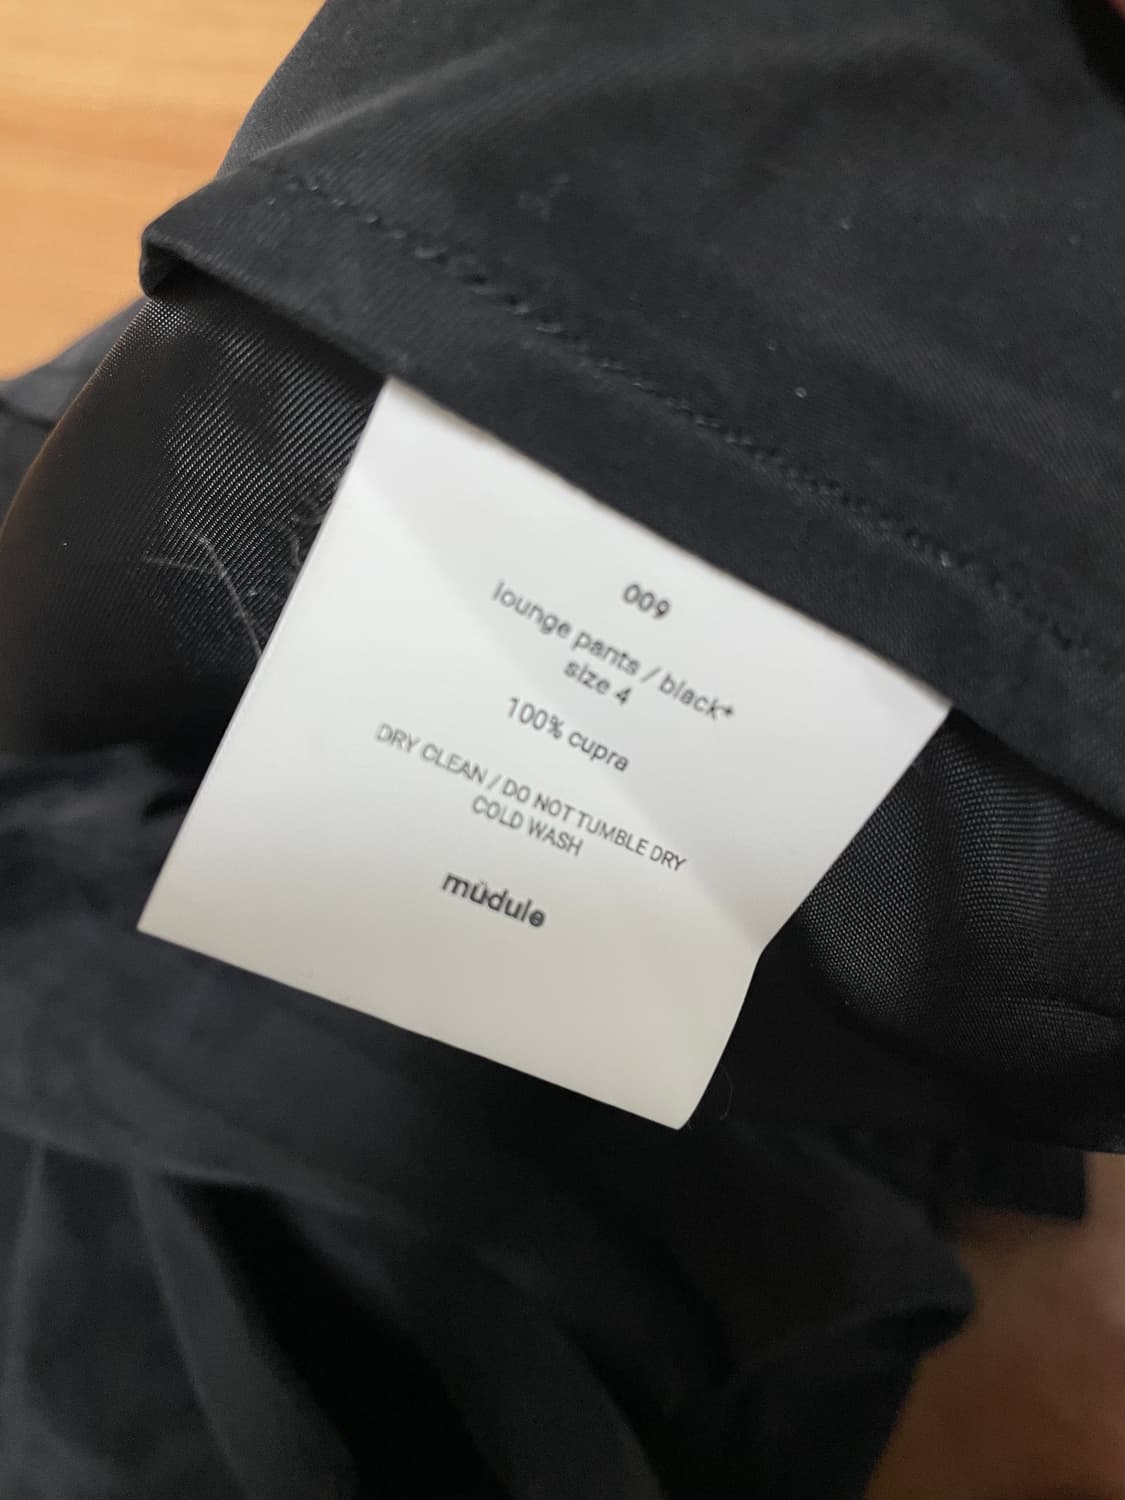 009
lounge pants / black*
size 4
100% cupra
DRY CLEAN / DO NOT TUMBLE DRY
COLD WASH
müdule